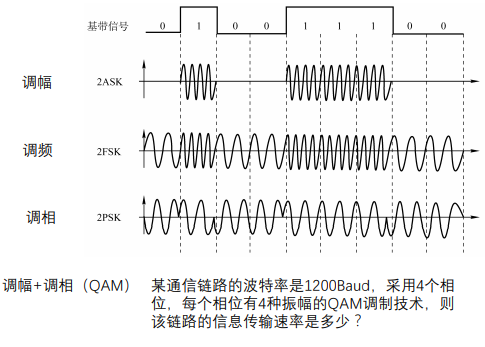 基带信号 0 1 0 0 1 1 1 0 0
调幅 2ASK
调频 2FSK
调相 2PSK
调幅+调相（QAM） 某通信链路的波特率是1200Baud，采用4个相
位，每个相位有4种振幅的QAM调制技术，则
该链路的信息传输速率是多少？